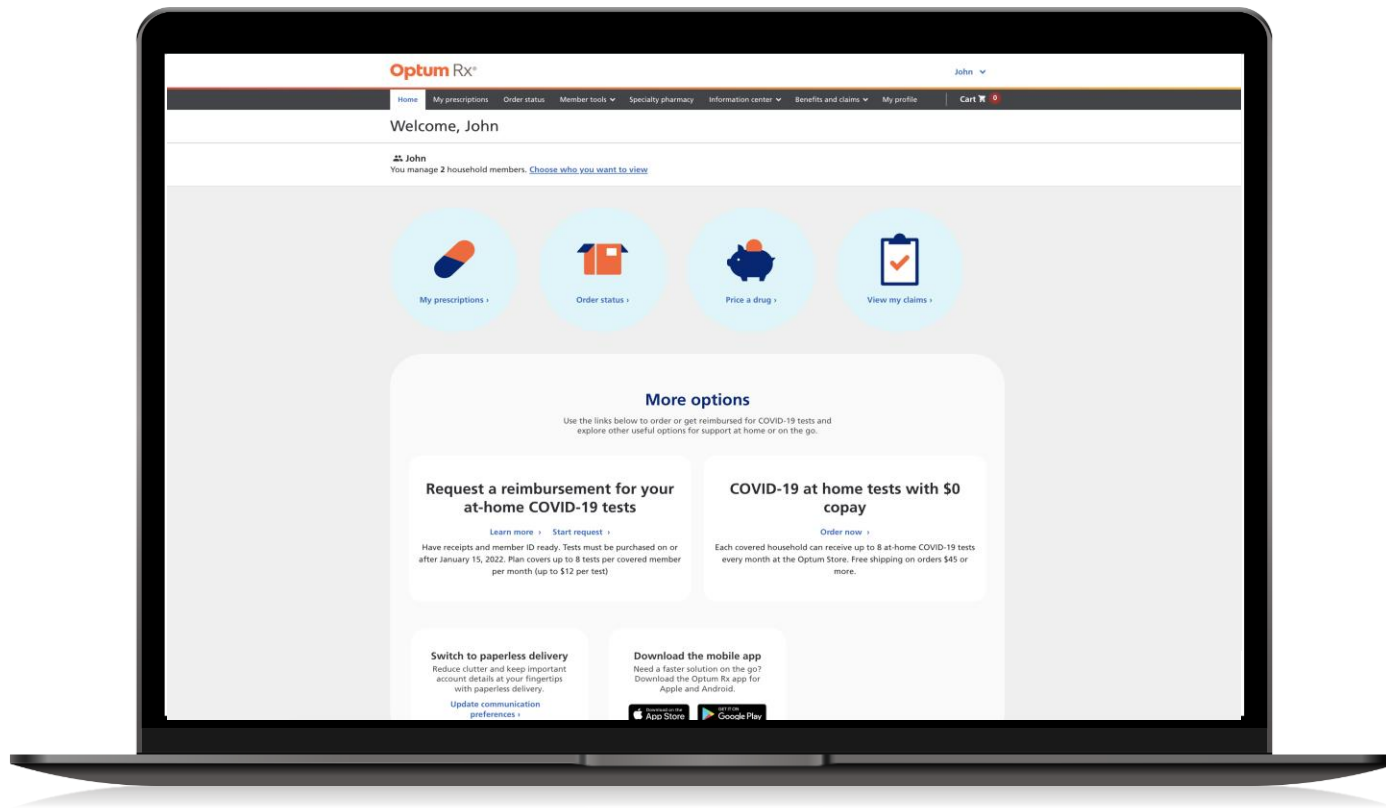 Optum Rx®
John
Home My prescriptions Order status Member tools Specialty pharmacy Information center Benefits and claims My profile Cart 0
Welcome, John
John
You manage 2 household members. Choose who you want to view
My prescriptions ›
Order status ›
Price a drug ›
View my claims ›
More options
Use the links below to order or get reimbursed for COVID-19 tests and
explore other useful options for support at home or on the go.
Request a reimbursement for your
at-home COVID-19 tests
Learn more › Start request ›
Have receipts and member ID ready. Tests must be purchased on or
after January 15, 2022. Plan covers up to 8 tests per covered member
per month (up to $12 per test)
COVID-19 at home tests with $0
copay
Order now ›
Each covered household can receive up to 8 at-home COVID-19 tests
every month at the Optum Store. Free shipping on orders $45 or
more.
Switch to paperless delivery
Reduce clutter and keep important
account details at your fingertips
with paperless delivery.
Update communication
preferences ›
Download the mobile app
Need a faster solution on the go?
Download the Optum Rx app for
Apple and Android.
Download on the
App Store
GET IT ON
Google Play